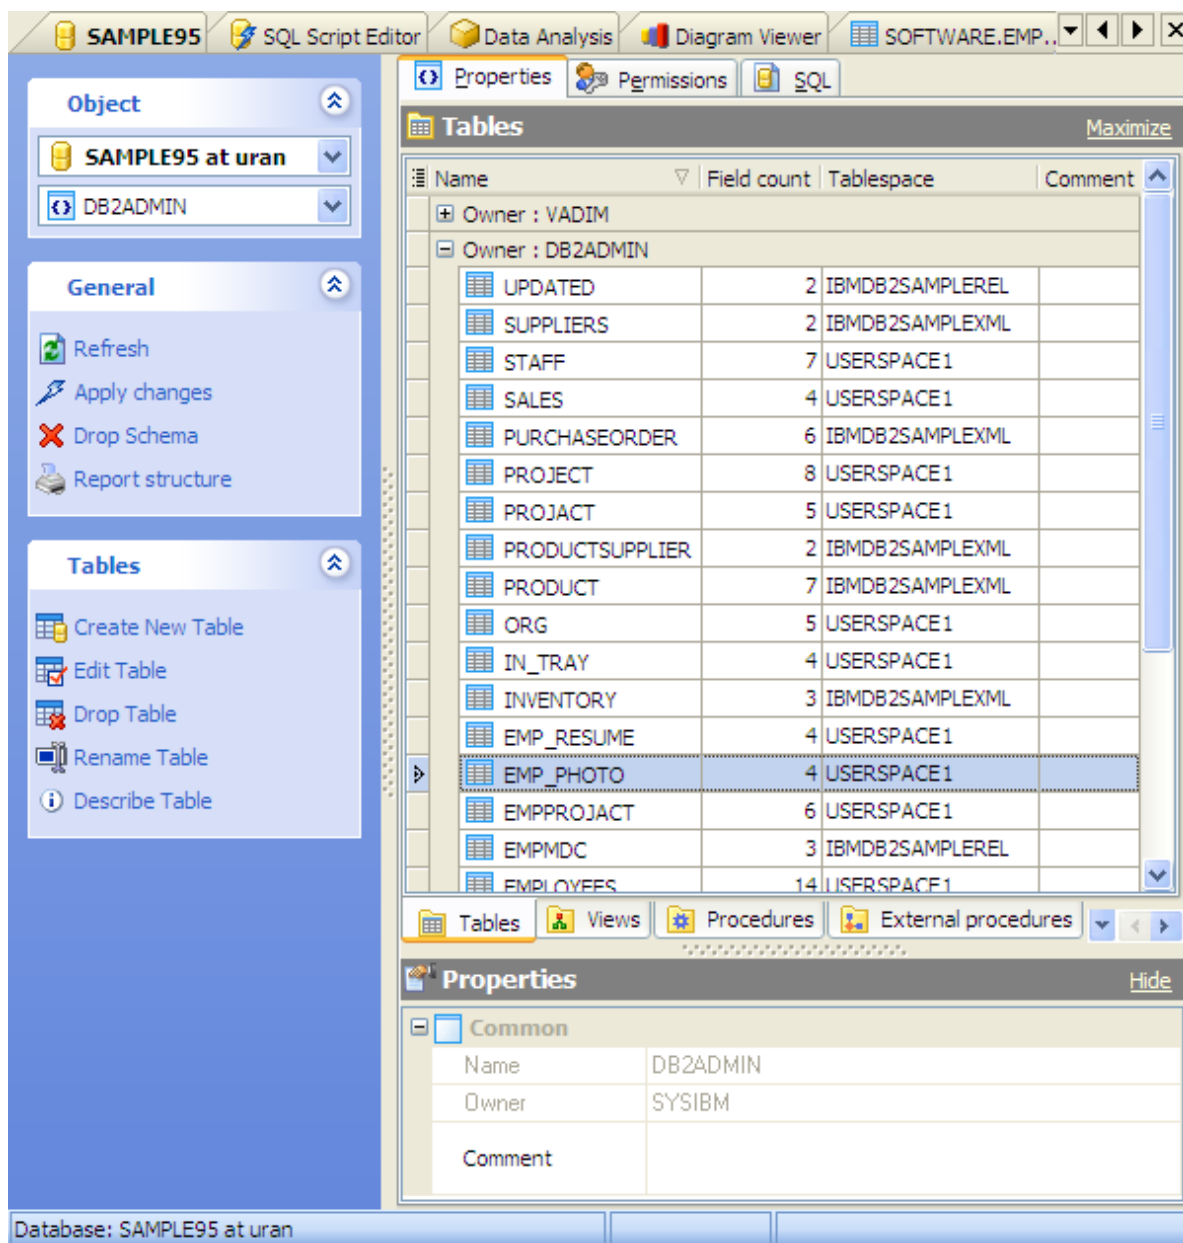 SAMPLE95 SQL Script Editor Data Analysis Diagram Viewer SOFTWARE.EMP..
Object
SAMPLE95 at uran
DB2ADMIN
General
Refresh
Apply changes
Drop Schema
Report structure
Tables
Create New Table
Edit Table
Drop Table
Rename Table
Describe Table
Properties Permissions SQL
Tables Maximize
Name Field count Tablespace Comment
Owner : VADIM
Owner : DB2ADMIN
UPDATED 2 IBMDB2SAMPLEREL
SUPPLIERS 2 IBMDB2SAMPLEXML
STAFF 7 USERSPACE1
SALES 4 USERSPACE1
PURCHASEORDER 6 IBMDB2SAMPLEXML
PROJECT 8 USERSPACE1
PROJACT 5 USERSPACE1
PRODUCTSUPPLIER 2 IBMDB2SAMPLEXML
PRODUCT 7 IBMDB2SAMPLEXML
ORG 5 USERSPACE1
IN_TRAY 4 USERSPACE1
INVENTORY 3 IBMDB2SAMPLEXML
EMP_RESUME 4 USERSPACE1
EMP_PHOTO 4 USERSPACE1
EMPPROJACT 6 USERSPACE1
EMPMDC 3 IBMDB2SAMPLEREL
EMPLOYEES 14 USERSPACE1
Tables Views Procedures External procedures
Properties Hide
Common
Name DB2ADMIN
Owner SYSIBM
Comment
Database: SAMPLE95 at uran